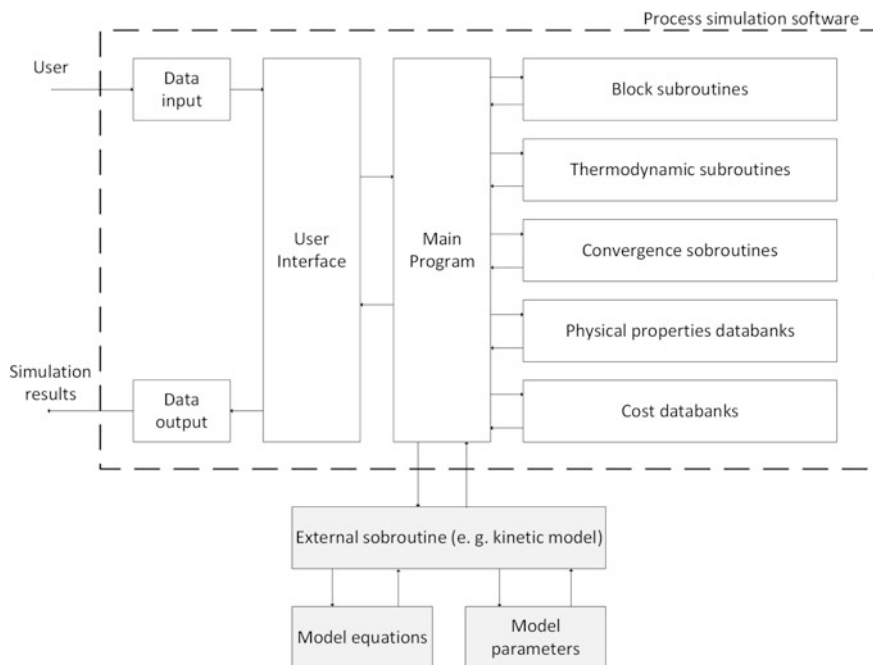 Process simulation software
User
Data
input
User
Interface
Main
Program
Block subroutines
Thermodynamic subroutines
Convergence sobroutines
Physical properties databanks
Cost databanks
Simulation
results
Data
output
External sobroutine (e. g. kinetic model)
Model equations
Model
parameters